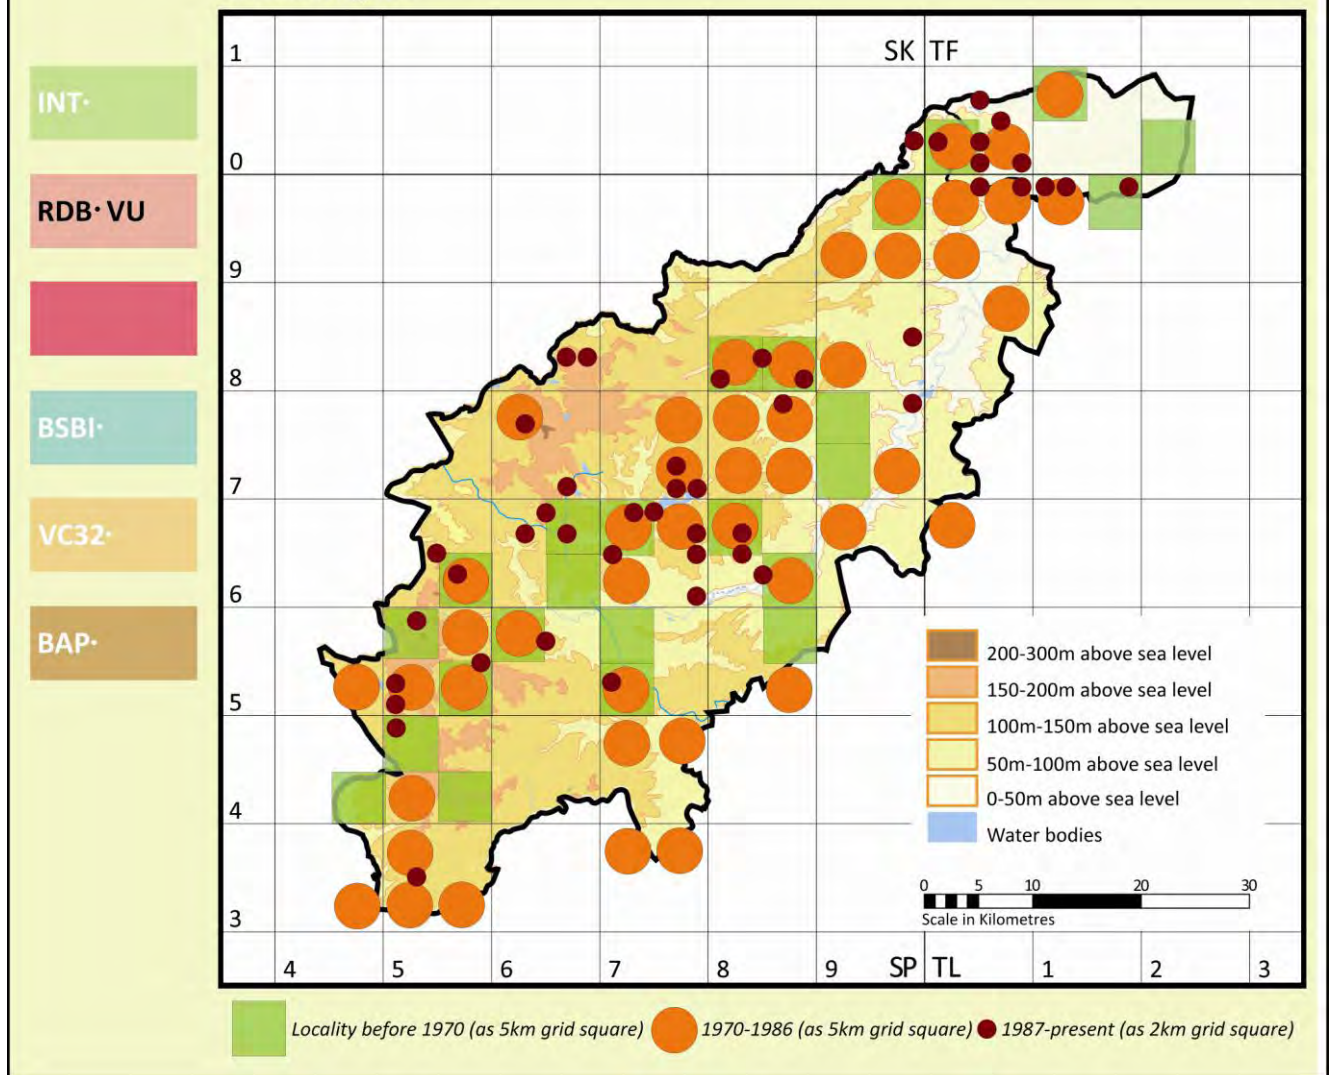 INT·
RDB· VU
BSBI·
VC32·
BAP·
SK TF
1
0
9
8
7
6
5
4
3
4 5 6 7 8 9 SP TL 1 2 3
200-300m above sea level
150-200m above sea level
100m-150m above sea level
50m-100m above sea level
0-50m above sea level
Water bodies
0 5 10 20 30
Scale in Kilometres
Locality before 1970 (as 5km grid square) 1970-1986 (as 5km grid square) 1987-present (as 2km grid square)